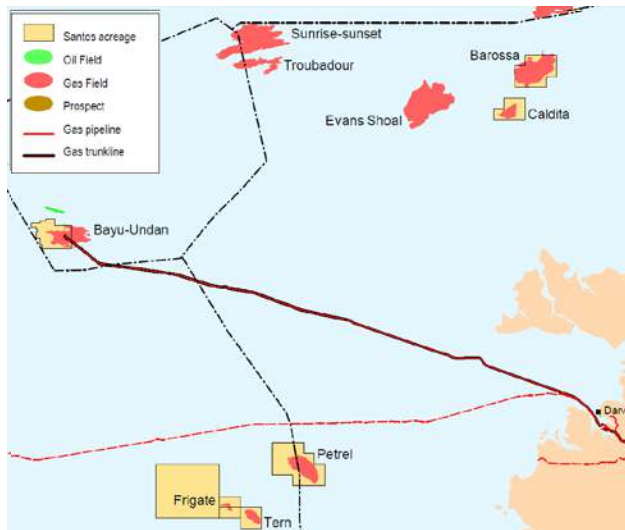 Santos acreage
Oil Field
Gas Field
Prospect
Gas pipeline
Gas trunkline
Sunrise-sunset
Troubadour
Barossa
Evans Shoal
Caldita
Bayu-Undan
Darw
Petrel
Frigate
Tern